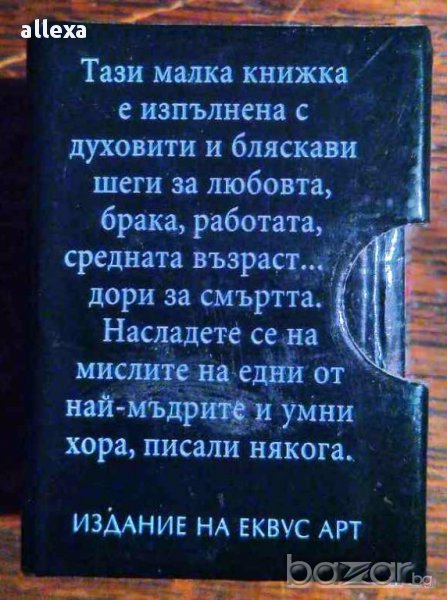 allexa
Тази малка книжка
е изпълнена с
духовити и бляскави
шеги за любовта,
брака, работата,
средната възраст...
дори за смъртта.
Насладете се на
мислите на едни от
най-мъдрите и умни
хора, писали някога.
ИЗДАНИЕ НА ЕКВУС АРТ
bazar.bg